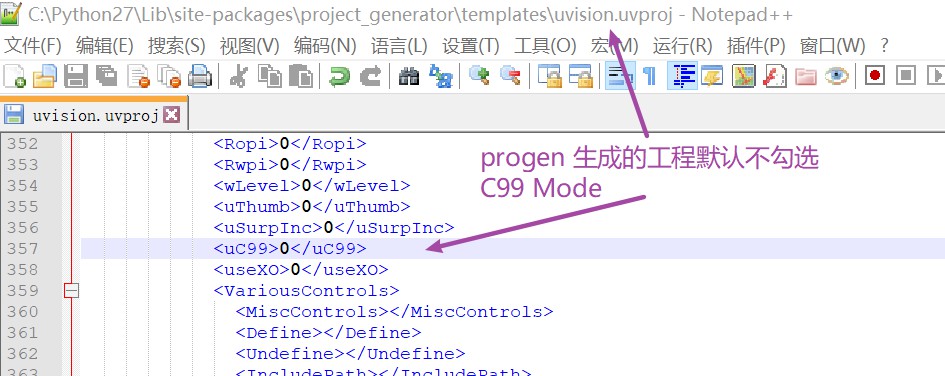 C:\Python27\Lib\site-packages\project_generator\templates\uvision.uvproj - Notepad++
文件(F) 编辑(E) 搜索(S) 视图(V) 编码(N) 语言(L) 设置(T) 工具(O) 宏(M) 运行(R) 插件(P) 窗口(W) ?
uvision.uvproj
352 <Ropi>0</Ropi>
353 <Rwpi>0</Rwpi>
354 <wLevel>0</wLevel>
355 <uThumb>0</uThumb>
356 <uSurpInc>0</uSurpInc>
357 <uC99>0</uC99>
358 <useXO>0</useXO>
359 <VariousControls>
360 <MiscControls></MiscControls>
361 <Define></Define>
362 <Undefine></Undefine>
363 <IncludePath></IncludePath>
progen 生成的工程默认不勾选
C99 Mode